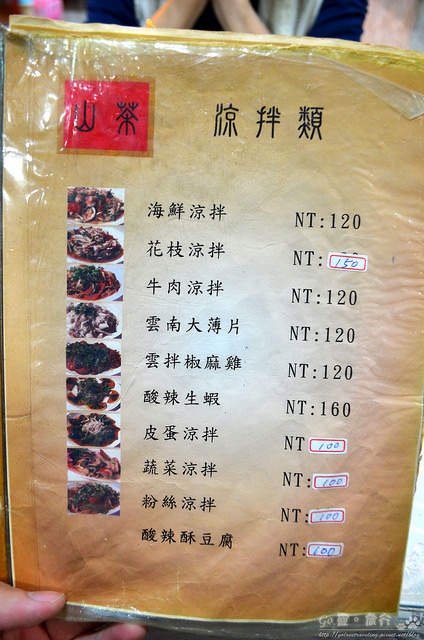 山茶
涼拌類
海鮮涼拌 NT:120
花枝涼拌 NT:150
牛肉涼拌 NT:120
雲南大薄片 NT:120
雲拌椒麻雞 NT:120
酸辣生蝦 NT:160
皮蛋涼拌 NT 100
蔬菜涼拌 NT:100
粉絲涼拌 NT:100
酸辣酥豆腐 NT:100